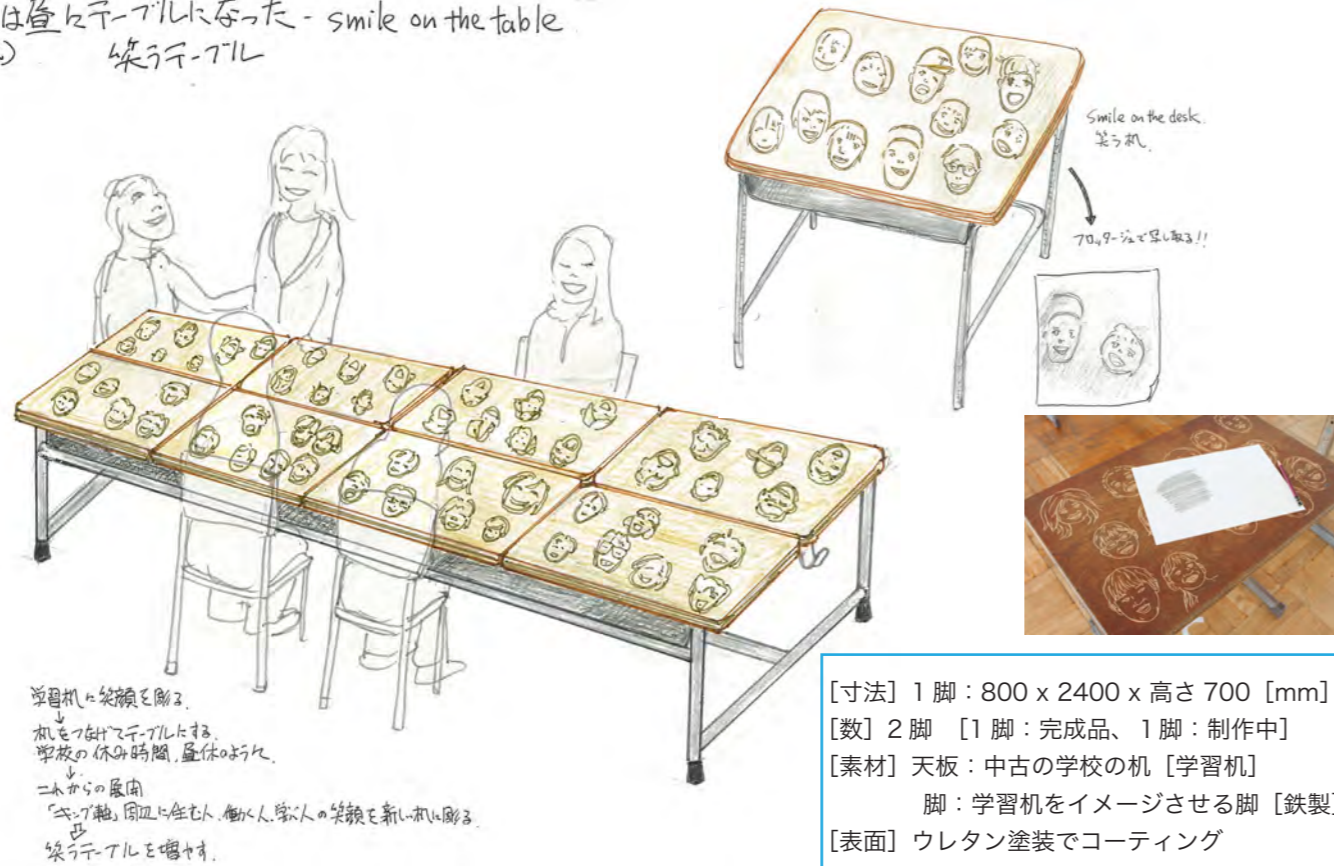 は昼にテーブルになった - smile on the table
笑うテーブル
smile on the desk.
笑う机.
フロッタージュで写し取る!!
学習机に笑顔を彫る.
↓
机をつなげてテーブルにする.
学校の休み時間,昼休のように.
↓
これからの展開
周辺に住む人.働く人.学ぶ人の笑顔を新しい机に彫る.
⇩
笑うテーブルを増やす.
[寸法] 1 脚:800 x 2400 x 高さ 700 [mm]
[数] 2 脚 [1 脚:完成品、1 脚:制作中]
[素材] 天板:中古の学校の机 [学習机]
脚:学習机をイメージさせる脚 [鉄製]
[表面] ウレタン塗装でコーティング